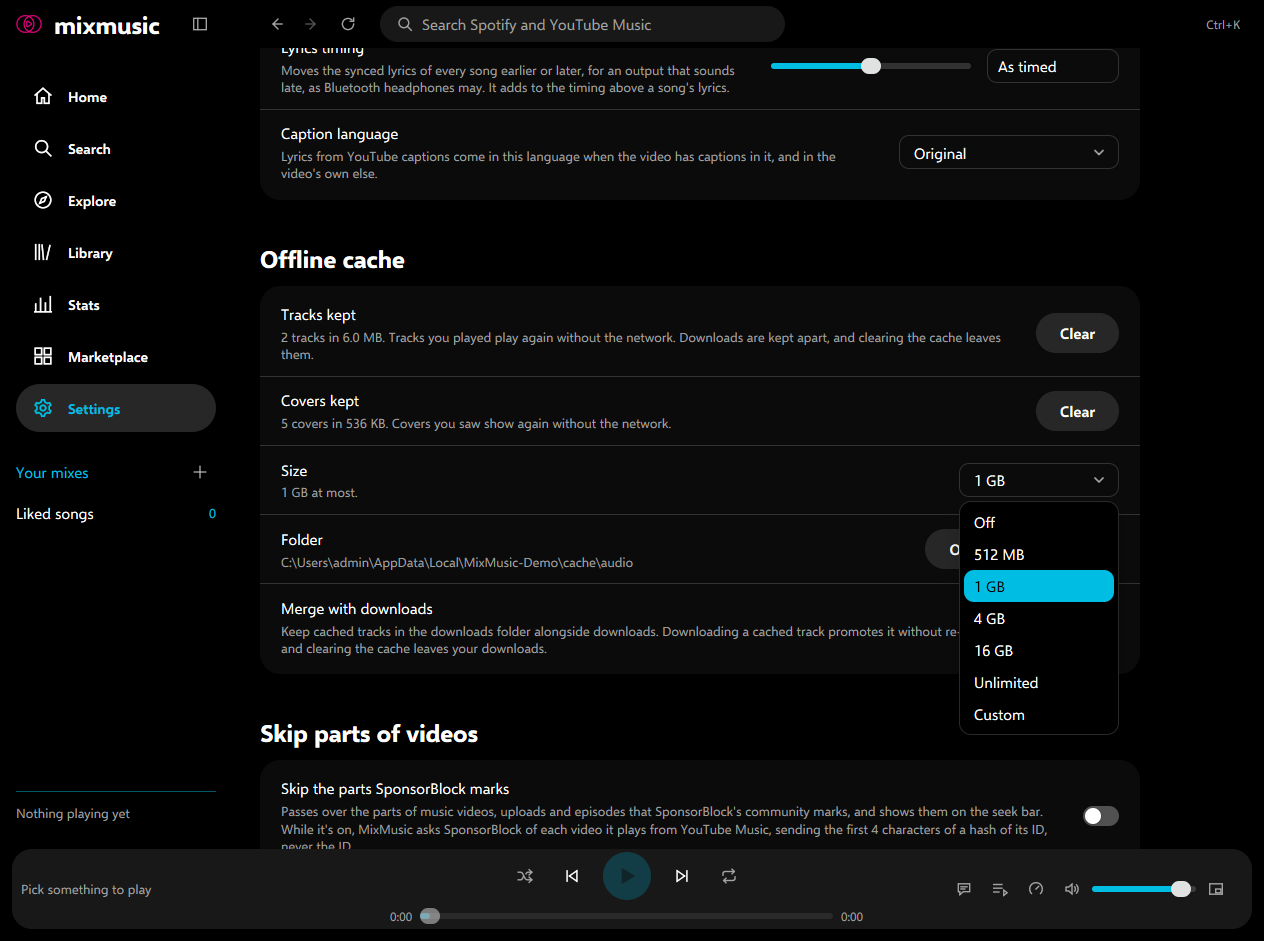 mixmusic
Search Spotify and YouTube Music
Ctrl+K
Home
Search
Explore
Library
Stats
Marketplace
Settings
Your mixes
Liked songs
0
Nothing playing yet
Lyrics timing
Moves the synced lyrics of every song earlier or later, for an output that sounds
late, as Bluetooth headphones may. It adds to the timing above a song's lyrics.
As timed
Caption language
Lyrics from YouTube captions come in this language when the video has captions in it, and in the
video's own else.
Original
Offline cache
Tracks kept
2 tracks in 6.0 MB. Tracks you played play again without the network. Downloads are kept apart, and clearing the cache leaves
them.
Clear
Covers kept
5 covers in 536 KB. Covers you saw show again without the network.
Clear
Size
1 GB at most.
1 GB
Off
512 MB
1 GB
4 GB
16 GB
Unlimited
Custom
Folder
C:\Users\admin\AppData\Local\MixMusic-Demo\cache\audio
Merge with downloads
Keep cached tracks in the downloads folder alongside downloads. Downloading a cached track promotes it without re-
and clearing the cache leaves your downloads.
Skip parts of videos
Skip the parts SponsorBlock marks
Passes over the parts of music videos, uploads and episodes that SponsorBlock's community marks, and shows them on the seek bar.
While it's on, MixMusic asks SponsorBlock of each video it plays from YouTube Music, sending the first 4 characters of a hash of its ID,
never the ID
Pick something to play
0:00
0:00